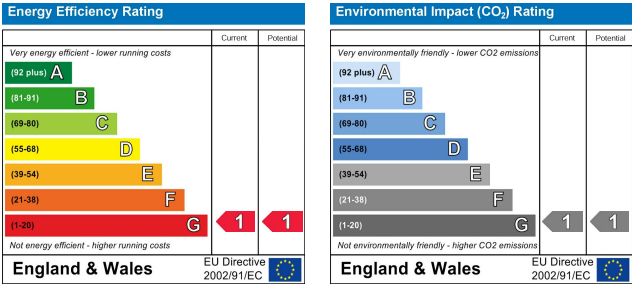 Energy Efficiency Rating
Current Potential
Very energy efficient - lower running costs
(92 plus) A
(81-91) B
(69-80) C
(55-68) D
(39-54) E
(21-38) F
(1-20) G 1 1
Not energy efficient - higher running costs
England & Wales
EU Directive
2002/91/EC
Environmental Impact (CO₂) Rating
Current Potential
Very environmentally friendly - lower CO2 emissions
(92 plus) A
(81-91) B
(69-80) C
(55-68) D
(39-54) E
(21-38) F
(1-20) G 1 1
Not environmentally friendly - higher CO2 emissions
England & Wales
EU Directive
2002/91/EC